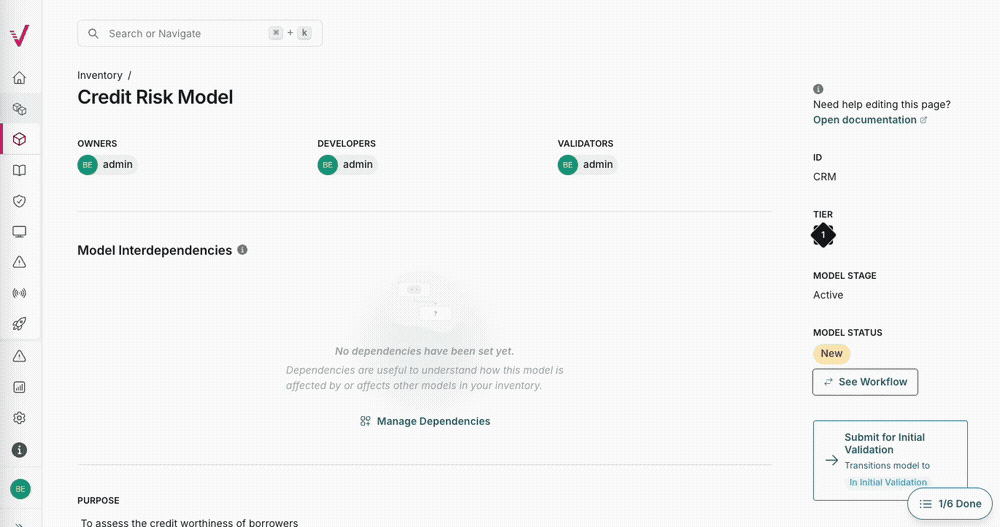 Search or Navigate ⌘ + k
Inventory /
Credit Risk Model
OWNERS
BE admin
DEVELOPERS
BE admin
VALIDATORS
BE admin
Model Interdependencies
?
No dependencies have been set yet.
Dependencies are useful to understand how this model is
affected by or affects other models in your inventory.
Manage Dependencies
PURPOSE
To assess the credit worthiness of borrowers
Need help editing this page?
Open documentation
ID
CRM
TIER
1
MODEL STAGE
Active
MODEL STATUS
New
See Workflow
Submit for Initial
Validation
Transitions model to
In Initial Validation
1/6 Done
BE